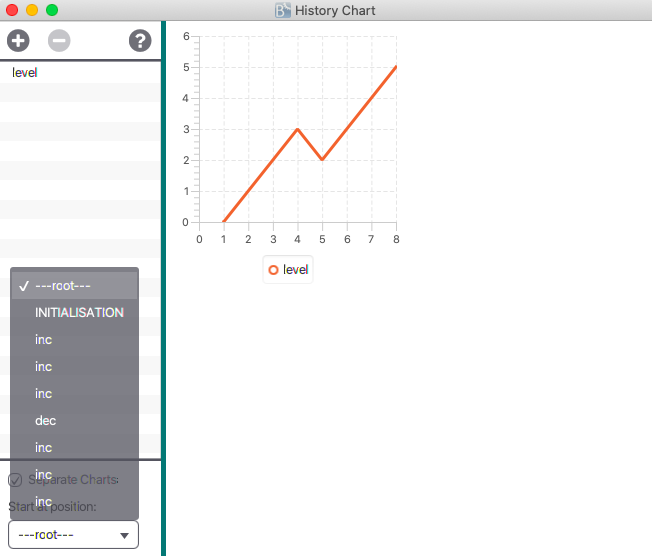 History Chart
level
---root---
INITIALISATION
inc
inc
inc
dec
inc
inc
inc
Separate Charts
Start at position:
---root---
6
5
4
3
2
1
0
0 1 2 3 4 5 6 7 8
level